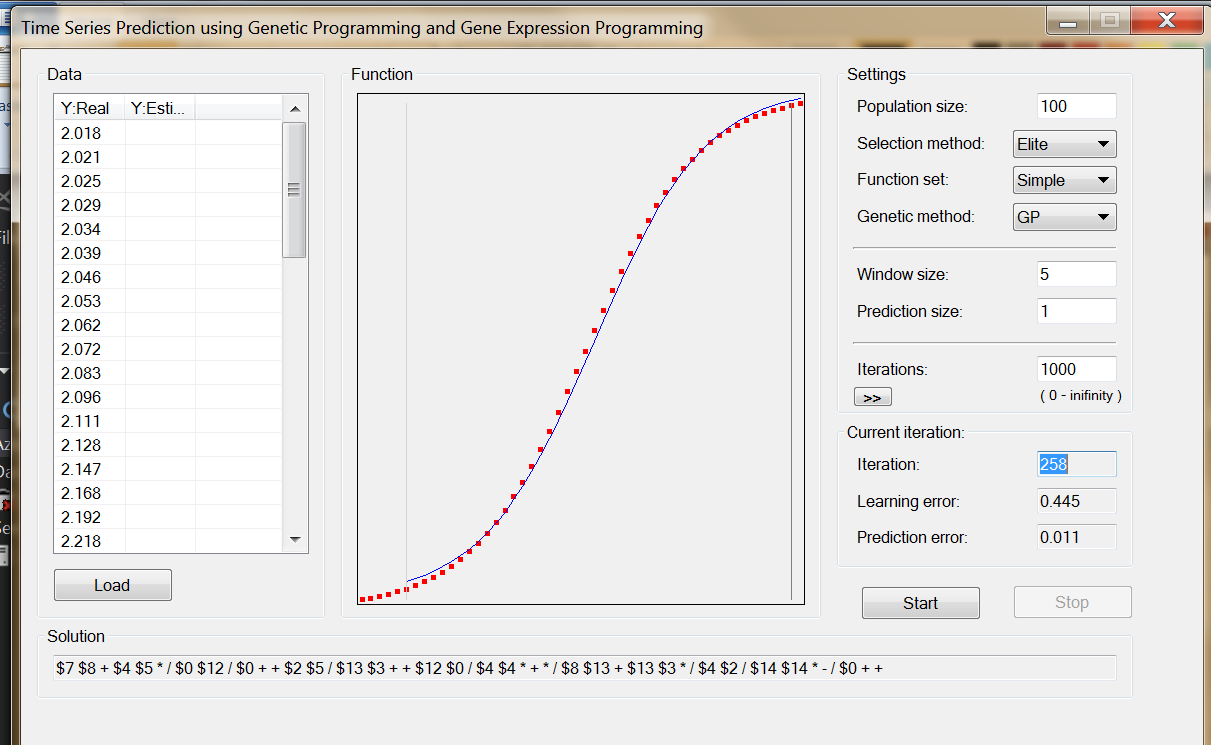 Time Series Prediction using Genetic Programming and Gene Expression Programming
Data
Y:Real Y:Esti...
2.018
2.021
2.025
2.029
2.034
2.039
2.046
2.053
2.062
2.072
2.083
2.096
2.111
2.128
2.147
2.168
2.192
2.218
Load
Function
Settings
Population size: 100
Selection method: Elite
Function set: Simple
Genetic method: GP
Window size: 5
Prediction size: 1
Iterations: 1000
>> ( 0 - inifinity )
Current iteration:
Iteration: 258
Learning error: 0.445
Prediction error: 0.011
Start Stop
Solution
$7 $8 + $4 $5 * / $0 $12 / $0 + + $2 $5 / $13 $3 + + $12 $0 / $4 $4 * + * / $8 $13 + $13 $3 * / $4 $2 / $14 $14 * - / $0 + +